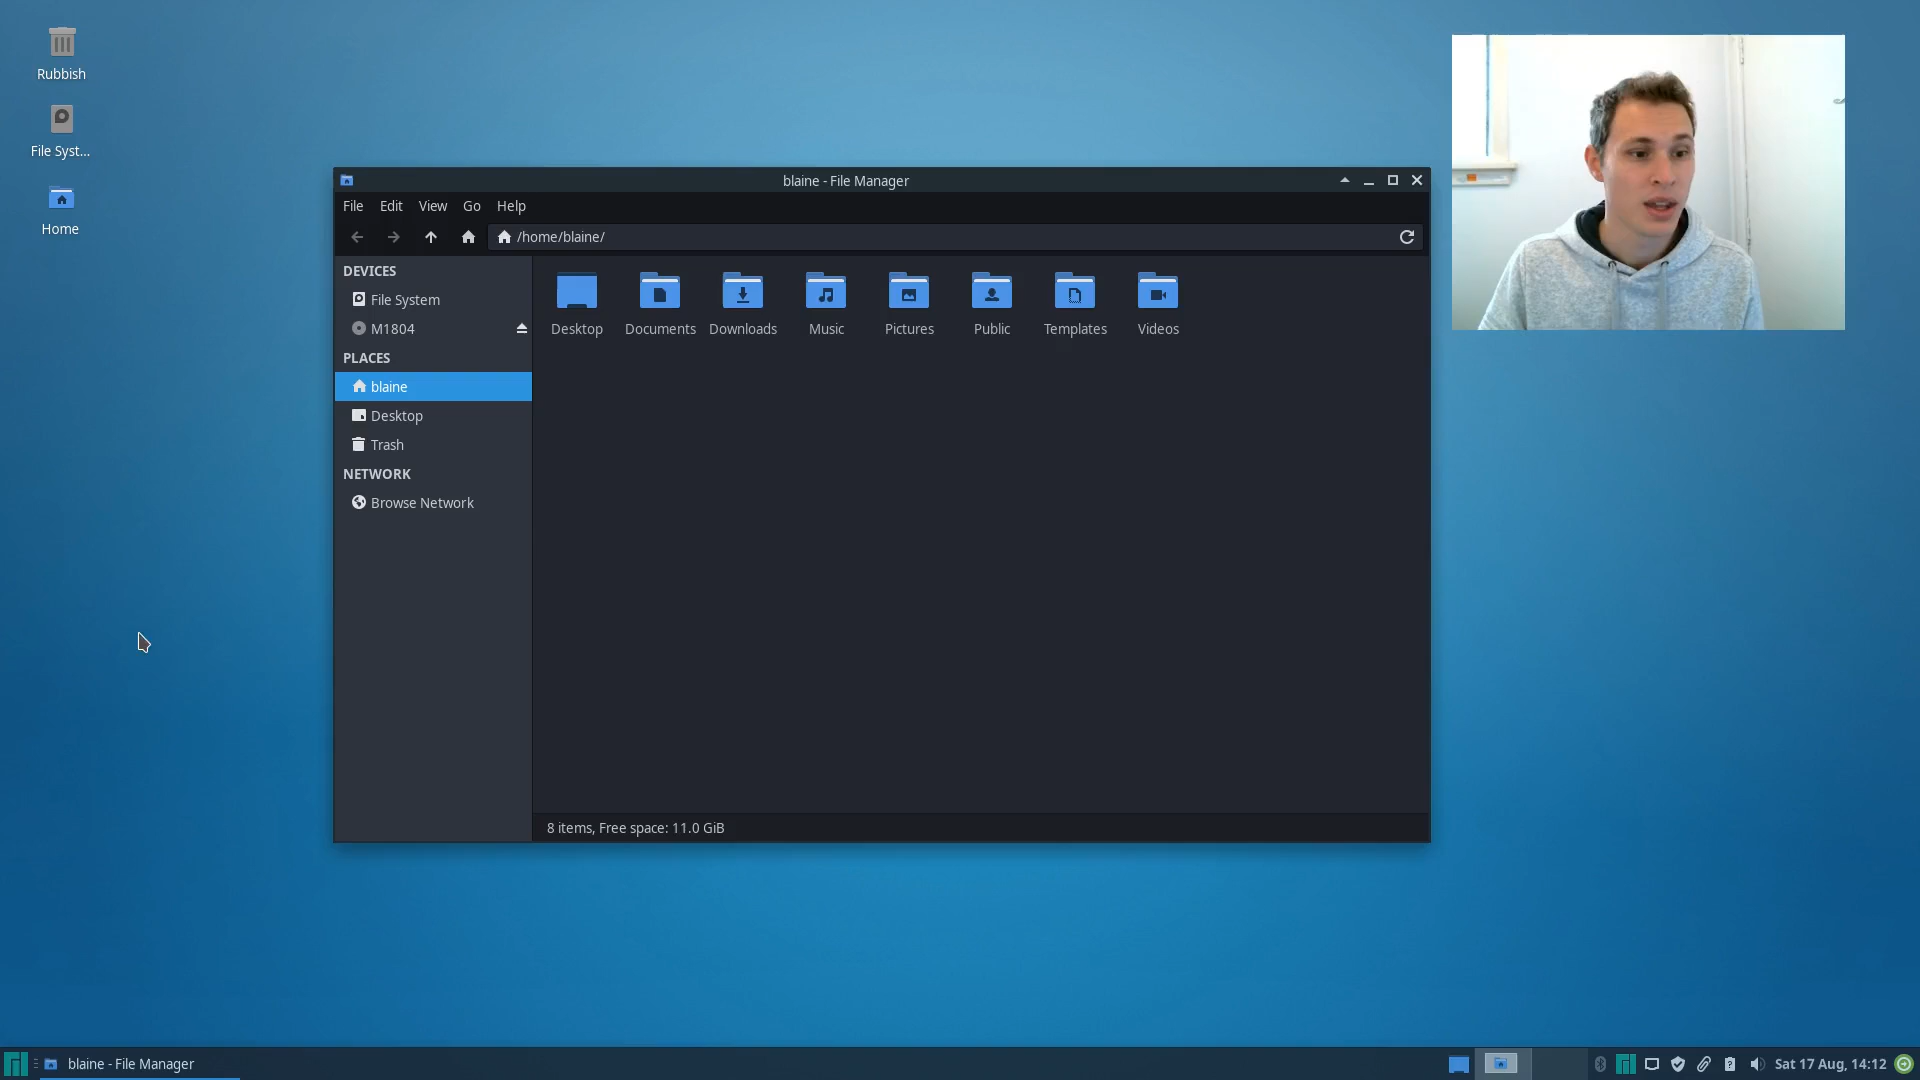 Rubbish
File Syst...
Home
blaine - File Manager
File Edit View Go Help
/home/blaine/
DEVICES
File System
M1804
PLACES
blaine
Desktop
Trash
NETWORK
Browse Network
Desktop Documents Downloads Music Pictures Public Templates Videos
8 items, Free space: 11.0 GiB
blaine - File Manager
Sat 17 Aug, 14:12